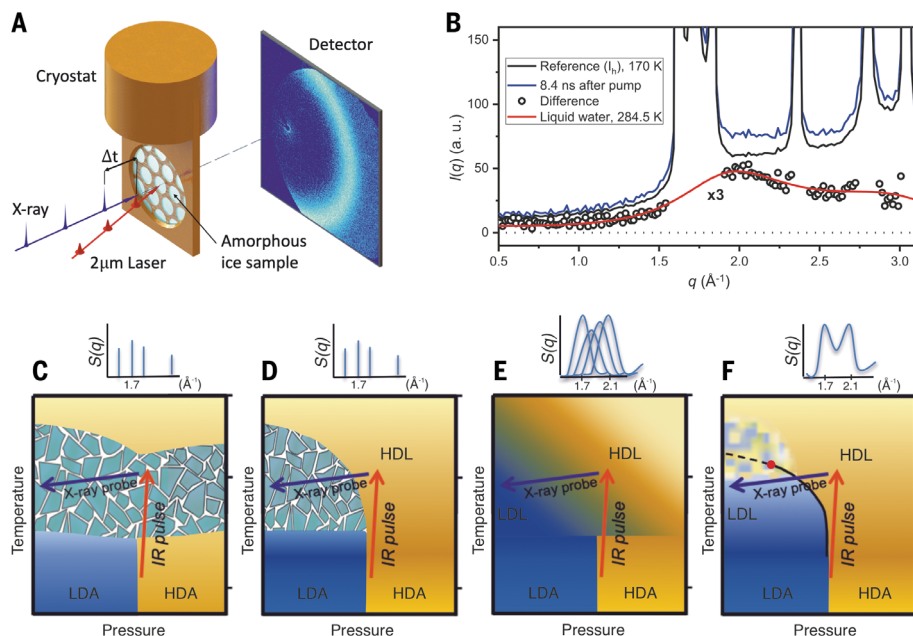 A
Cryostat
Detector
Δt
X-ray
2μm Laser
Amorphous
ice sample
B
I(q) (a. u.)
150
100
50
0
Reference (Iₕ), 170 K
8.4 ns after pump
Difference
Liquid water, 284.5 K
x3
0.5 1.0 1.5 2.0 2.5 3.0
q (Å⁻¹)
C
S(q)
1.7 (Å⁻¹)
Temperature
X-ray probe
IR pulse
LDA
HDA
Pressure
D
S(q)
1.7 (Å⁻¹)
Temperature
HDL
X-ray probe
IR pulse
LDA
HDA
Pressure
E
S(q)
1.7 2.1 (Å⁻¹)
Temperature
HDL
X-ray probe
LDL
IR pulse
LDA
HDA
Pressure
F
S(q)
1.7 2.1 (Å⁻¹)
Temperature
HDL
X-ray probe
LDL
IR pulse
LDA
HDA
Pressure